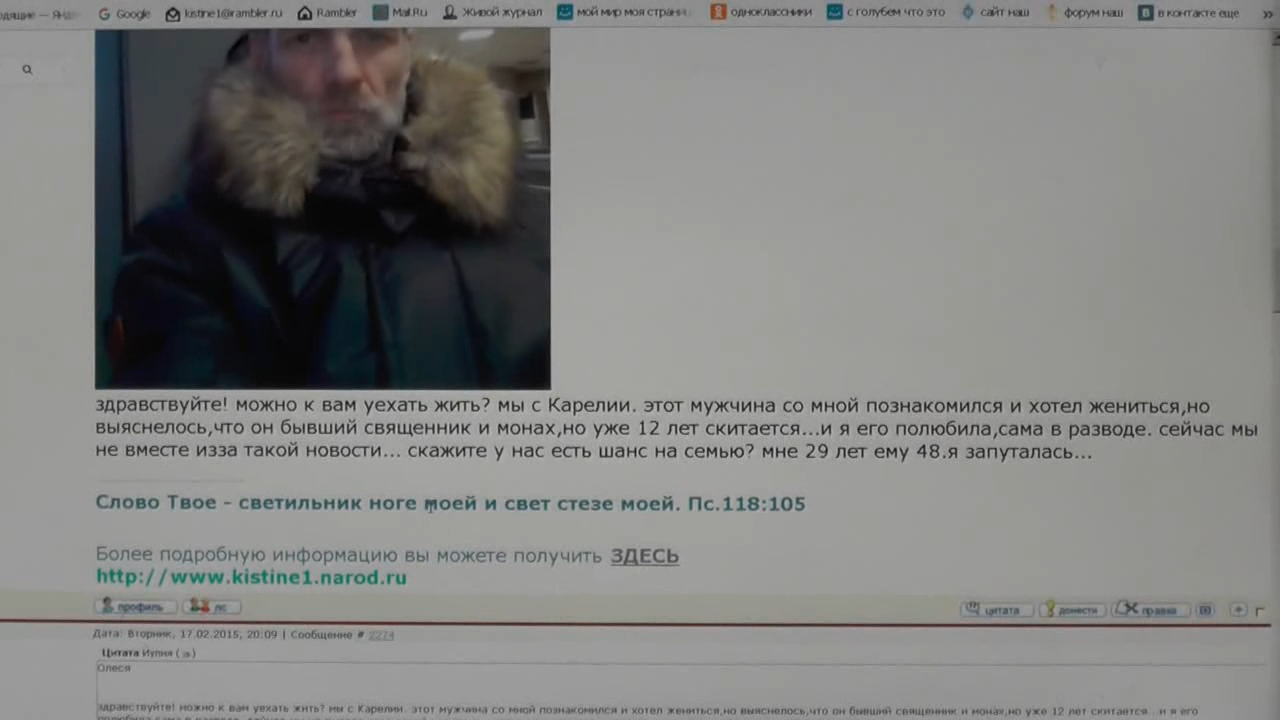 Google kistine1@rambler.ru Rambler Mail.Ru Живой журнал мой мир моя страни одноклассники с голубем что это сайт наш форум наш в контакте еще »
здравствуйте! можно к вам уехать жить? мы с Карелии. этот мужчина со мной познакомился и хотел жениться,но
выяснелось,что он бывший священник и монах,но уже 12 лет скитается...и я его полюбила,сама в разводе. сейчас мы
не вместе изза такой новости... скажите у нас есть шанс на семью? мне 29 лет ему 48.я запуталась...
Слово Твое - светильник ноге моей и свет стезе моей. Пс.118:105
Более подробную информацию вы можете получить ЗДЕСЬ
http://www.kistine1.narod.ru
профиль лс цитата донести правка
Дата: Вторник, 17.02.2015, 20:09 | Сообщение # 2274
Цитата Иулия ( )
Олеся
здравствуйте! можно к вам уехать жить? мы с Карелии. этот мужчина со мной познакомился и хотел жениться,но выяснелось,что он бывший священник и монах,но уже 12 лет скитается...и я его